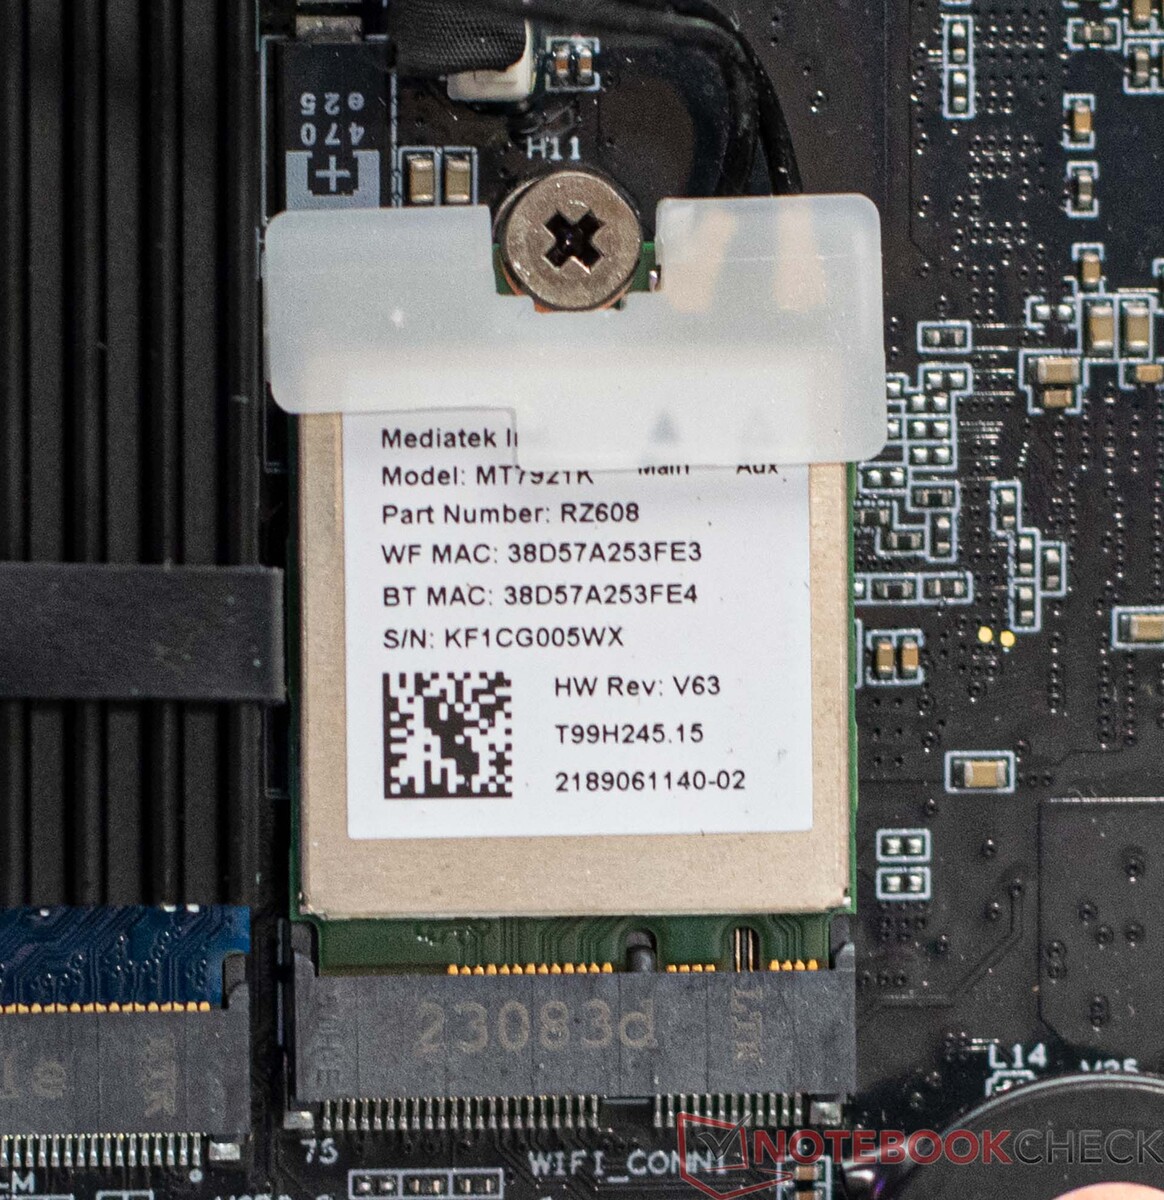 e25
470
+
H11
Mediatek
Model: MT7921K Main Aux
Part Number: RZ608
WF MAC: 38D57A253FE3
BT MAC: 38D57A253FE4
S/N: KF1CG005WX
HW Rev: V63
T99H245.15
2189061140-02
23083d
L14
75
WIFI_CONN1
NOTEBOOKCHECK